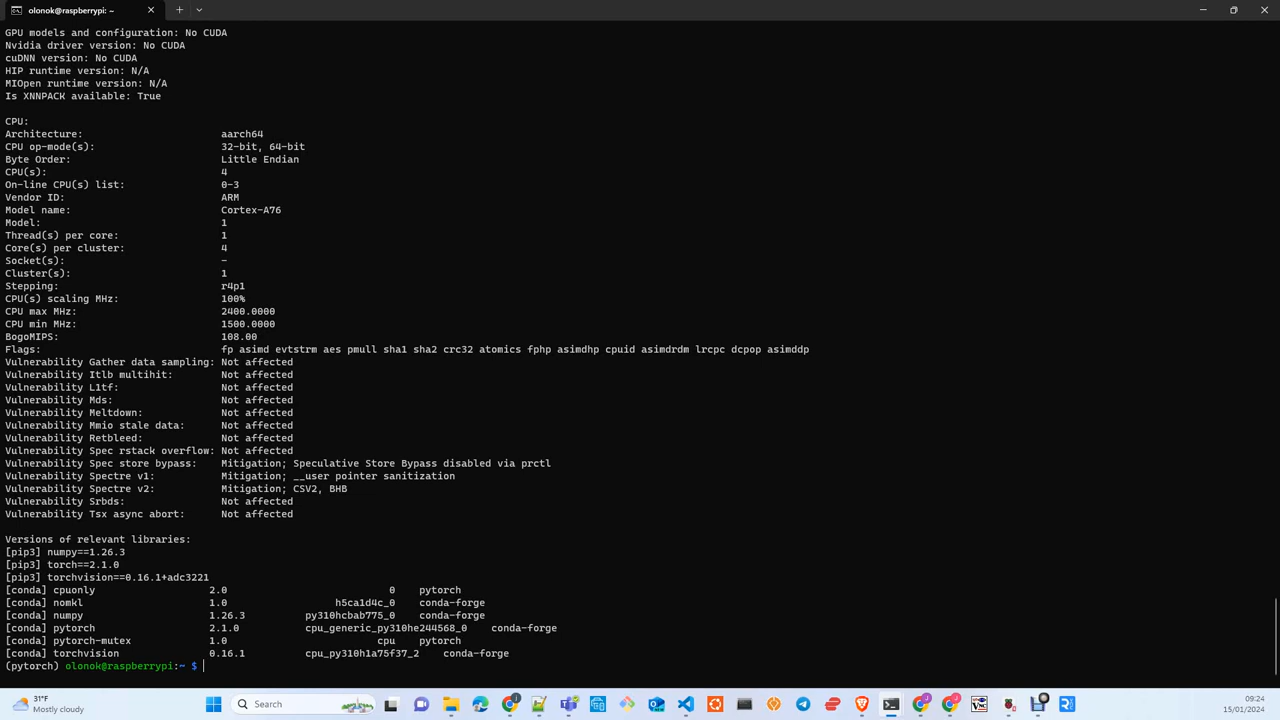 olonok@raspberrypi: ~
GPU models and configuration: No CUDA
Nvidia driver version: No CUDA
cuDNN version: No CUDA
HIP runtime version: N/A
MIOpen runtime version: N/A
Is XNNPACK available: True
CPU:
Architecture: aarch64
CPU op-mode(s): 32-bit, 64-bit
Byte Order: Little Endian
CPU(s): 4
On-line CPU(s) list: 0-3
Vendor ID: ARM
Model name: Cortex-A76
Model: 1
Thread(s) per core: 1
Core(s) per cluster: 4
Socket(s): -
Cluster(s): 1
Stepping: r4p1
CPU(s) scaling MHz: 100%
CPU max MHz: 2400.0000
CPU min MHz: 1500.0000
BogoMIPS: 108.00
Flags: fp asimd evtstrm aes pmull sha1 sha2 crc32 atomics fphp asimdhp cpuid asimdrdm lrcpc dcpop asimddp
Vulnerability Gather data sampling: Not affected
Vulnerability Itlb multihit: Not affected
Vulnerability L1tf: Not affected
Vulnerability Mds: Not affected
Vulnerability Meltdown: Not affected
Vulnerability Mmio stale data: Not affected
Vulnerability Retbleed: Not affected
Vulnerability Spec rstack overflow: Not affected
Vulnerability Spec store bypass: Mitigation; Speculative Store Bypass disabled via prctl
Vulnerability Spectre v1: Mitigation; __user pointer sanitization
Vulnerability Spectre v2: Mitigation; CSV2, BHB
Vulnerability Srbds: Not affected
Vulnerability Tsx async abort: Not affected
Versions of relevant libraries:
[pip3] numpy==1.26.3
[pip3] torch==2.1.0
[pip3] torchvision==0.16.1+adc3221
[conda] cpuonly 2.0 0 pytorch
[conda] nomkl 1.0 h5ca1d4c_0 conda-forge
[conda] numpy 1.26.3 py310hcbab775_0 conda-forge
[conda] pytorch 2.1.0 cpu_generic_py310he244568_0 conda-forge
[conda] pytorch-mutex 1.0 cpu pytorch
[conda] torchvision 0.16.1 cpu_py310h1a75f37_2 conda-forge
(pytorch) olonok@raspberrypi:~ $
31°F
Mostly cloudy
Search
09:24
15/01/2024